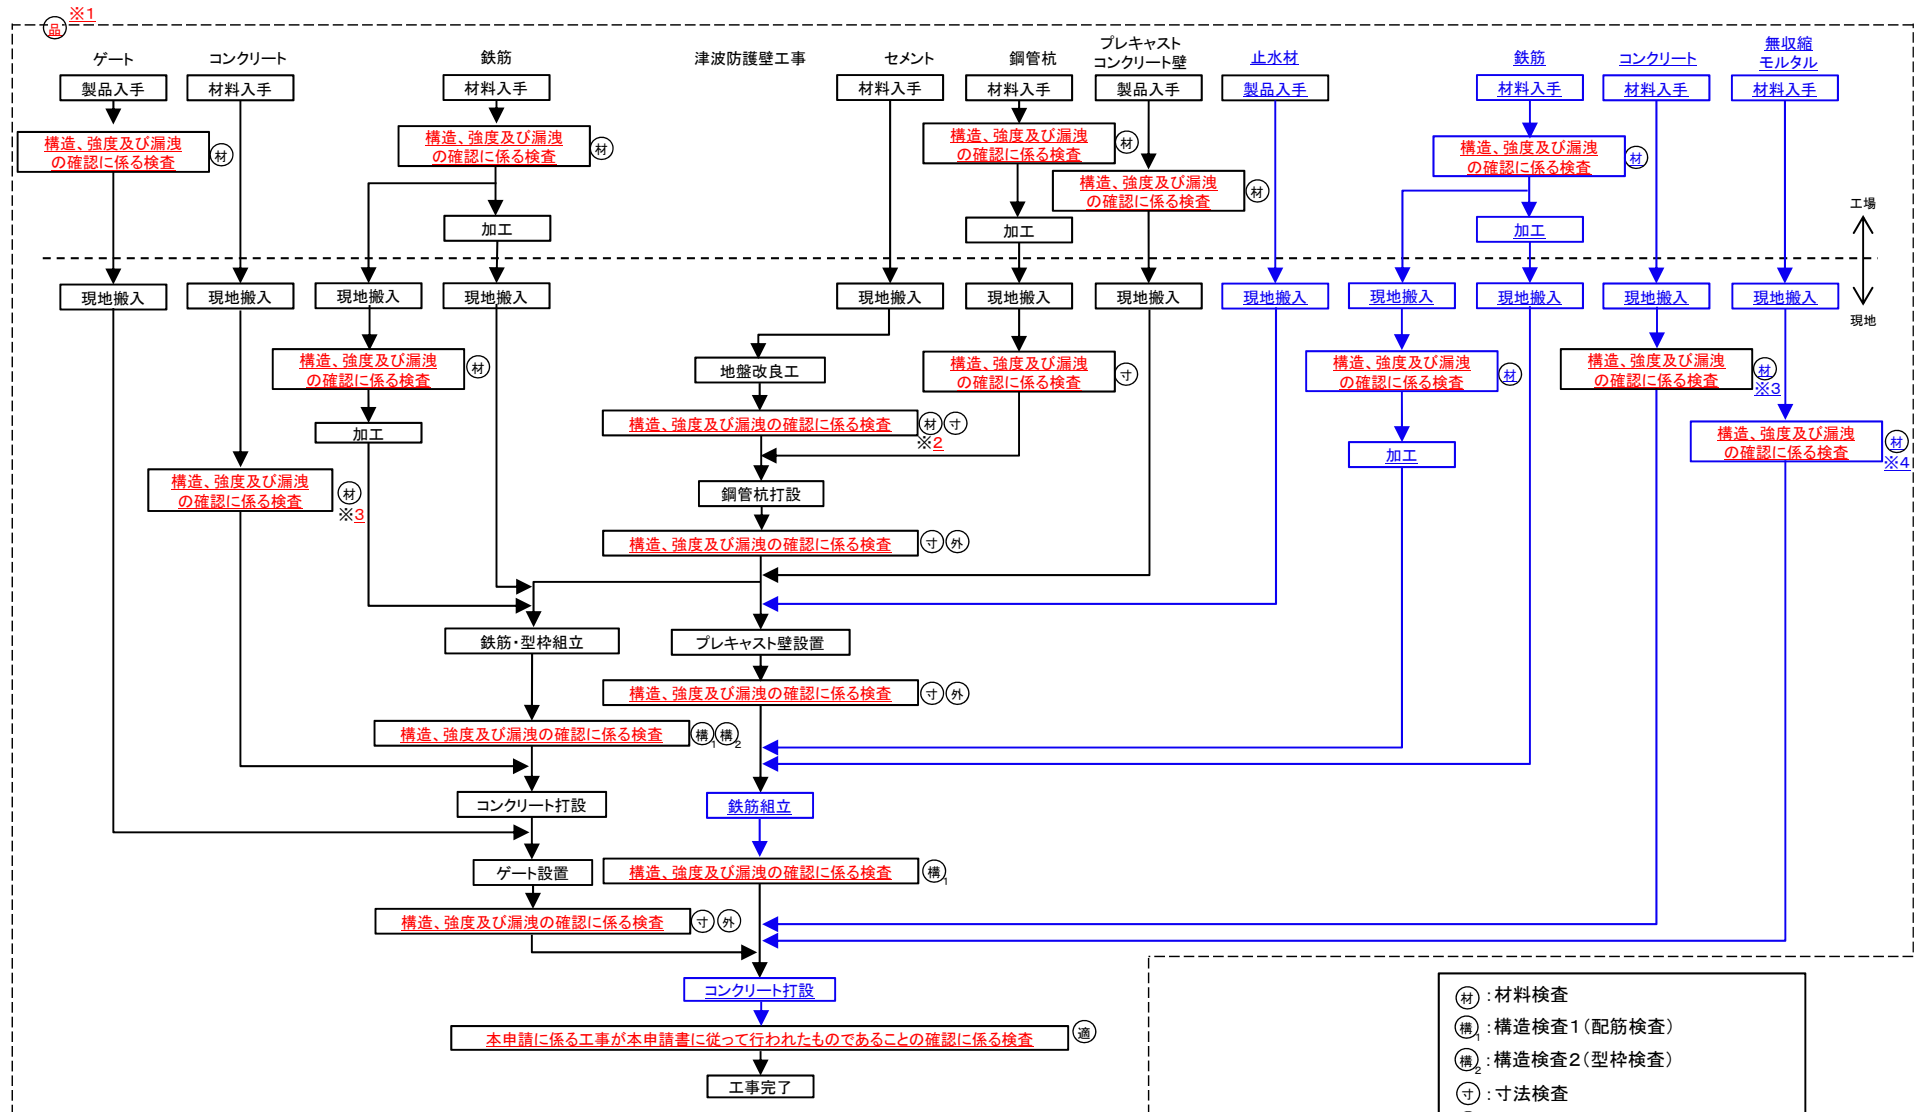 ※1
品
ゲート
コンクリート
鉄筋
津波防護壁工事
セメント
鋼管杭
プレキャスト
コンクリート壁
止水材
鉄筋
コンクリート
無収縮
モルタル
製品入手
材料入手
材料入手
材料入手
材料入手
製品入手
製品入手
材料入手
材料入手
材料入手
構造、強度及び漏洩
の確認に係る検査
材
構造、強度及び漏洩
の確認に係る検査
材
構造、強度及び漏洩
の確認に係る検査
材
構造、強度及び漏洩
の確認に係る検査
材
構造、強度及び漏洩
の確認に係る検査
材
加工
加工
加工
工場
現地
現地搬入
現地搬入
現地搬入
現地搬入
現地搬入
現地搬入
現地搬入
現地搬入
現地搬入
現地搬入
現地搬入
現地搬入
構造、強度及び漏洩
の確認に係る検査
材
地盤改良工
構造、強度及び漏洩
の確認に係る検査
寸
構造、強度及び漏洩
の確認に係る検査
材
構造、強度及び漏洩
の確認に係る検査
材
※3
加工
構造、強度及び漏洩の確認に係る検査
材
寸
※2
加工
構造、強度及び漏洩
の確認に係る検査
材
※4
構造、強度及び漏洩
の確認に係る検査
材
※3
鋼管杭打設
構造、強度及び漏洩の確認に係る検査
寸
外
鉄筋・型枠組立
プレキャスト壁設置
構造、強度及び漏洩の確認に係る検査
寸
外
構造、強度及び漏洩の確認に係る検査
構1
構2
コンクリート打設
鉄筋組立
ゲート設置
構造、強度及び漏洩の確認に係る検査
構1
構造、強度及び漏洩の確認に係る検査
寸
外
コンクリート打設
本申請に係る工事が本申請書に従って行われたものであることの確認に係る検査
適
工事完了
材：材料検査
構1：構造検査1（配筋検査）
構2：構造検査2（型枠検査）
寸：寸法検査